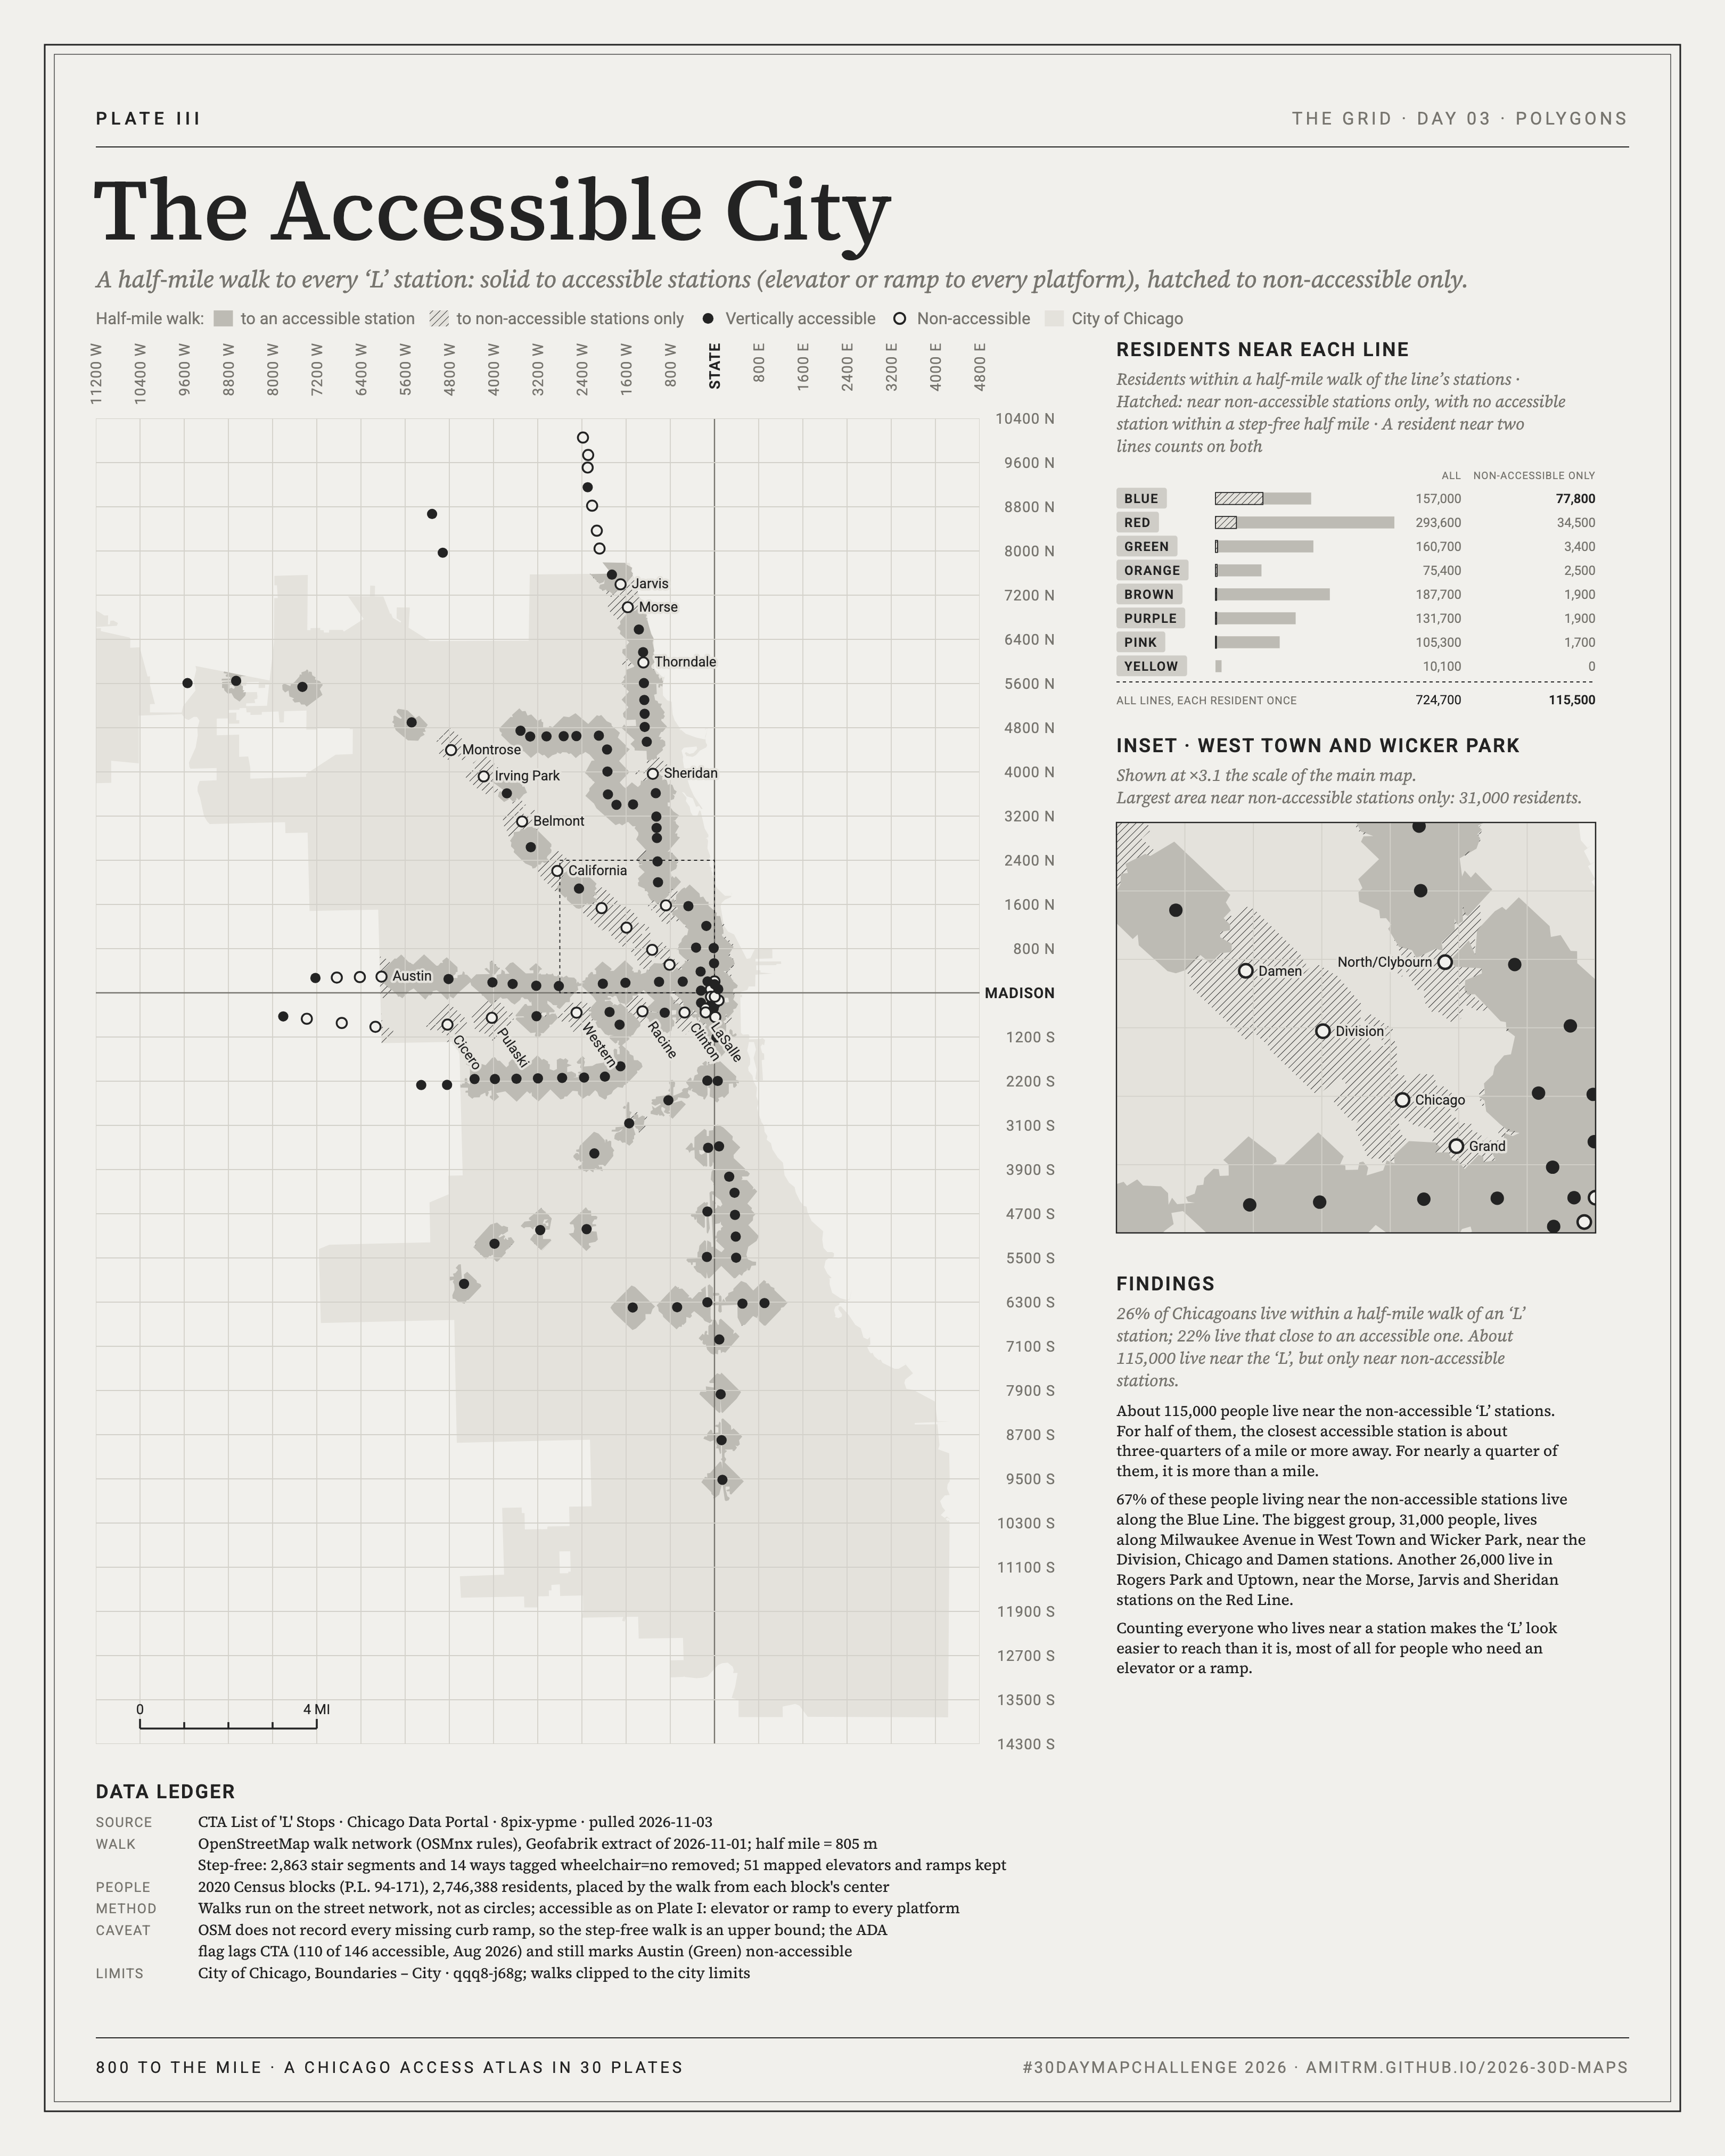 PLATE III
THE GRID · DAY 03 · POLYGONS
The Accessible City
A half-mile walk to every ‘L’ station: solid to accessible stations (elevator or ramp to every platform), hatched to non-accessible only.
Half-mile walk: to an accessible station to non-accessible stations only Vertically accessible Non-accessible City of Chicago
11200 W
10400 W
9600 W
8800 W
8000 W
7200 W
6400 W
5600 W
4800 W
4000 W
3200 W
2400 W
1600 W
800 W
STATE
800 E
1600 E
2400 E
3200 E
4000 E
4800 E
10400 N
9600 N
8800 N
8000 N
7200 N
6400 N
5600 N
4800 N
4000 N
3200 N
2400 N
1600 N
800 N
MADISON
1200 S
2200 S
3100 S
3900 S
4700 S
5500 S
6300 S
7100 S
7900 S
8700 S
9500 S
10300 S
11100 S
11900 S
12700 S
13500 S
14300 S
Jarvis
Morse
Thorndale
Montrose
Irving Park
Sheridan
Belmont
California
Austin
Cicero
Pulaski
Western
Racine
Clinton
LaSalle
0 4 MI
RESIDENTS NEAR EACH LINE
Residents within a half-mile walk of the line’s stations ·
Hatched: near non-accessible stations only, with no accessible
station within a step-free half mile · A resident near two
lines counts on both
ALL NON-ACCESSIBLE ONLY
BLUE 157,000 77,800
RED 293,600 34,500
GREEN 160,700 3,400
ORANGE 75,400 2,500
BROWN 187,700 1,900
PURPLE 131,700 1,900
PINK 105,300 1,700
YELLOW 10,100 0
ALL LINES, EACH RESIDENT ONCE 724,700 115,500
INSET · WEST TOWN AND WICKER PARK
Shown at ×3.1 the scale of the main map.
Largest area near non-accessible stations only: 31,000 residents.
Damen
North/Clybourn
Division
Chicago
Grand
FINDINGS
26% of Chicagoans live within a half-mile walk of an ‘L’
station; 22% live that close to an accessible one. About
115,000 live near the ‘L’, but only near non-accessible
stations.
About 115,000 people live near the non-accessible ‘L’ stations.
For half of them, the closest accessible station is about
three-quarters of a mile or more away. For nearly a quarter of
them, it is more than a mile.
67% of these people living near the non-accessible stations live
along the Blue Line. The biggest group, 31,000 people, lives
along Milwaukee Avenue in West Town and Wicker Park, near the
Division, Chicago and Damen stations. Another 26,000 live in
Rogers Park and Uptown, near the Morse, Jarvis and Sheridan
stations on the Red Line.
Counting everyone who lives near a station makes the ‘L’ look
easier to reach than it is, most of all for people who need an
elevator or a ramp.
DATA LEDGER
SOURCE CTA List of 'L' Stops · Chicago Data Portal · 8pix-ypme · pulled 2026-11-03
WALK OpenStreetMap walk network (OSMnx rules), Geofabrik extract of 2026-11-01; half mile = 805 m
Step-free: 2,863 stair segments and 14 ways tagged wheelchair=no removed; 51 mapped elevators and ramps kept
PEOPLE 2020 Census blocks (P.L. 94-171), 2,746,388 residents, placed by the walk from each block's center
METHOD Walks run on the street network, not as circles; accessible as on Plate I: elevator or ramp to every platform
CAVEAT OSM does not record every missing curb ramp, so the step-free walk is an upper bound; the ADA
flag lags CTA (110 of 146 accessible, Aug 2026) and still marks Austin (Green) non-accessible
LIMITS City of Chicago, Boundaries – City · qqq8-j68g; walks clipped to the city limits
800 TO THE MILE · A CHICAGO ACCESS ATLAS IN 30 PLATES
#30DAYMAPCHALLENGE 2026 · AMITRM.GITHUB.IO/2026-30D-MAPS